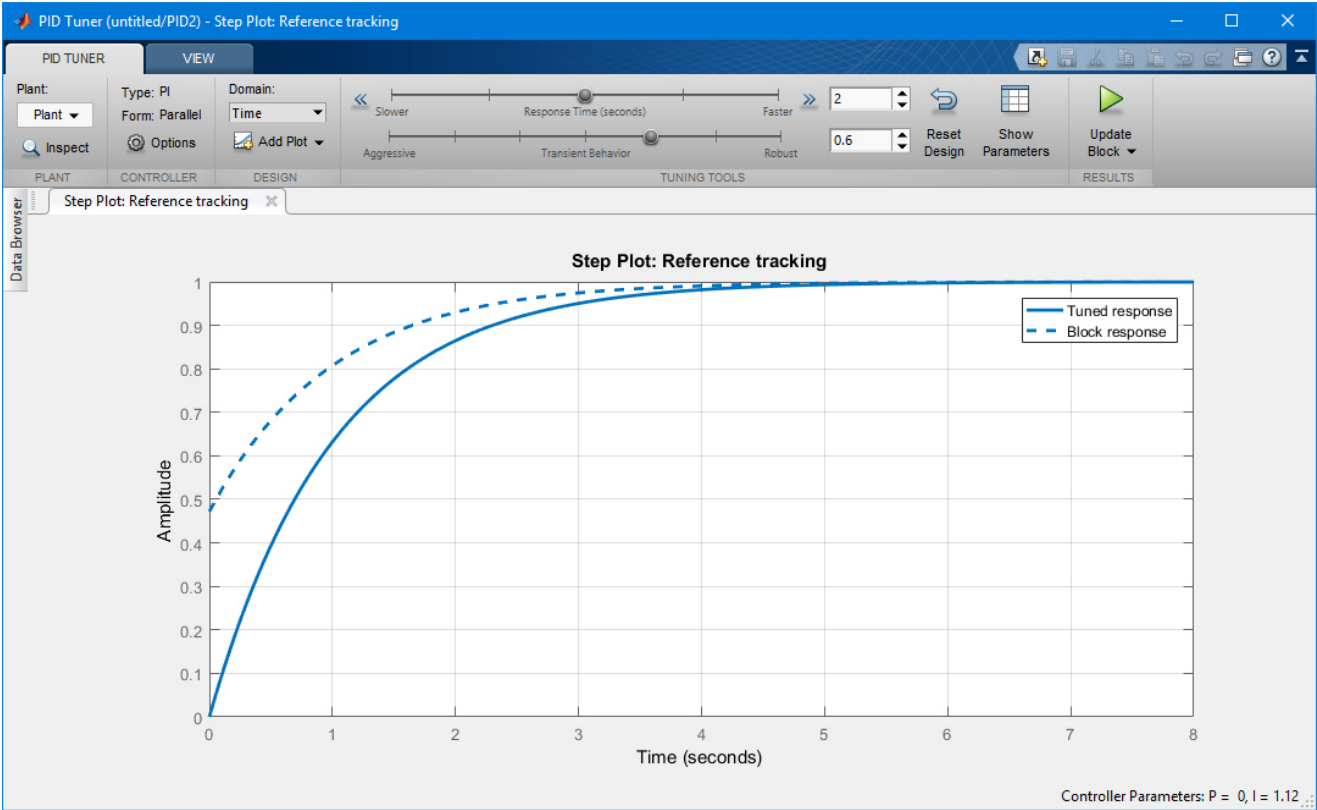 PID Tuner (untitled/PID2) - Step Plot: Reference tracking
PID TUNER
VIEW
Plant:
Plant
Inspect
PLANT
Type: PI
Form: Parallel
Options
CONTROLLER
Domain:
Time
Add Plot
DESIGN
Slower
Response Time (seconds)
Faster
2
Aggressive
Transient Behavior
Robust
0.6
Reset
Design
Show
Parameters
TUNING TOOLS
Update
Block
RESULTS
Data Browser
Step Plot: Reference tracking
Step Plot: Reference tracking
Tuned response
Block response
Amplitude
1
0.9
0.8
0.7
0.6
0.5
0.4
0.3
0.2
0.1
0
0 1 2 3 4 5 6 7 8
Time (seconds)
Controller Parameters: P = 0, I = 1.12